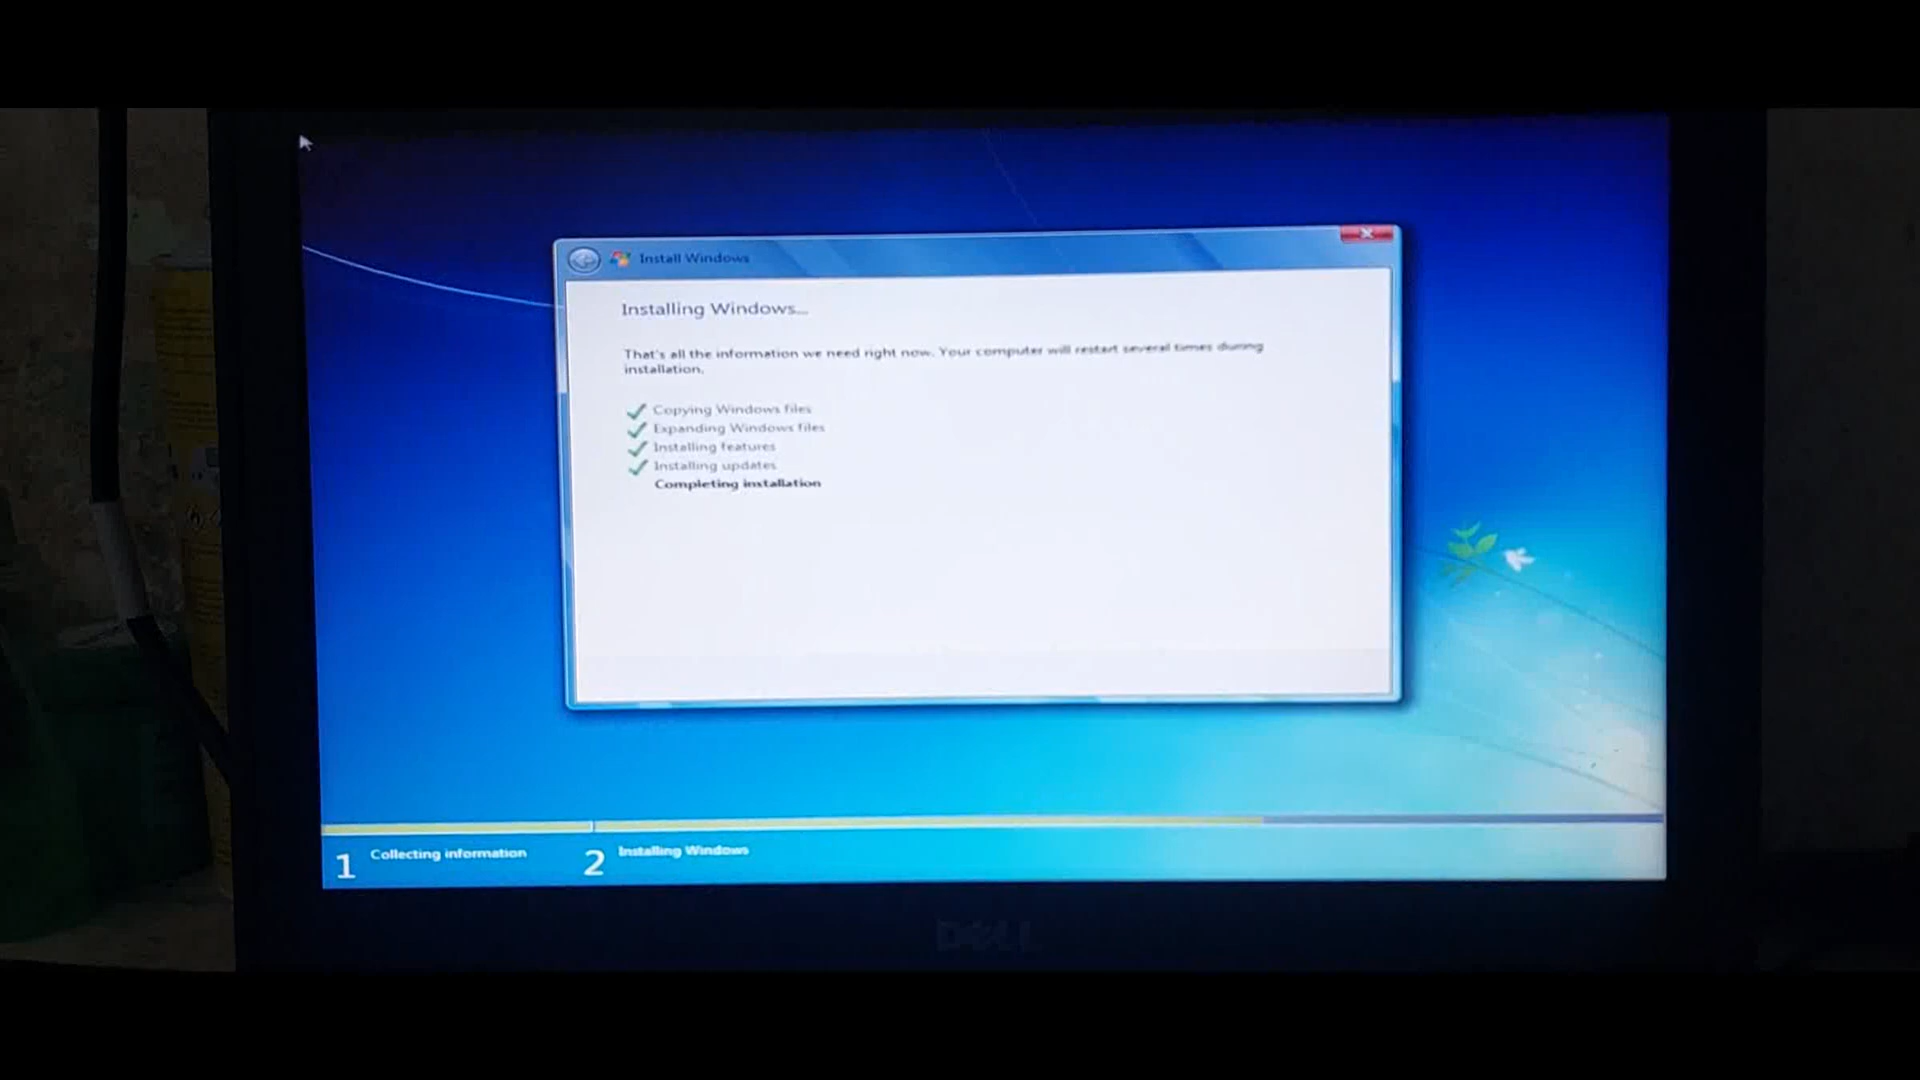 Install Windows
Installing Windows...
That's all the information we need right now. Your computer will restart several times during
installation.
Copying Windows files
Expanding Windows files
Installing features
Installing updates
Completing installation
1 Collecting information
2 Installing Windows
DELL